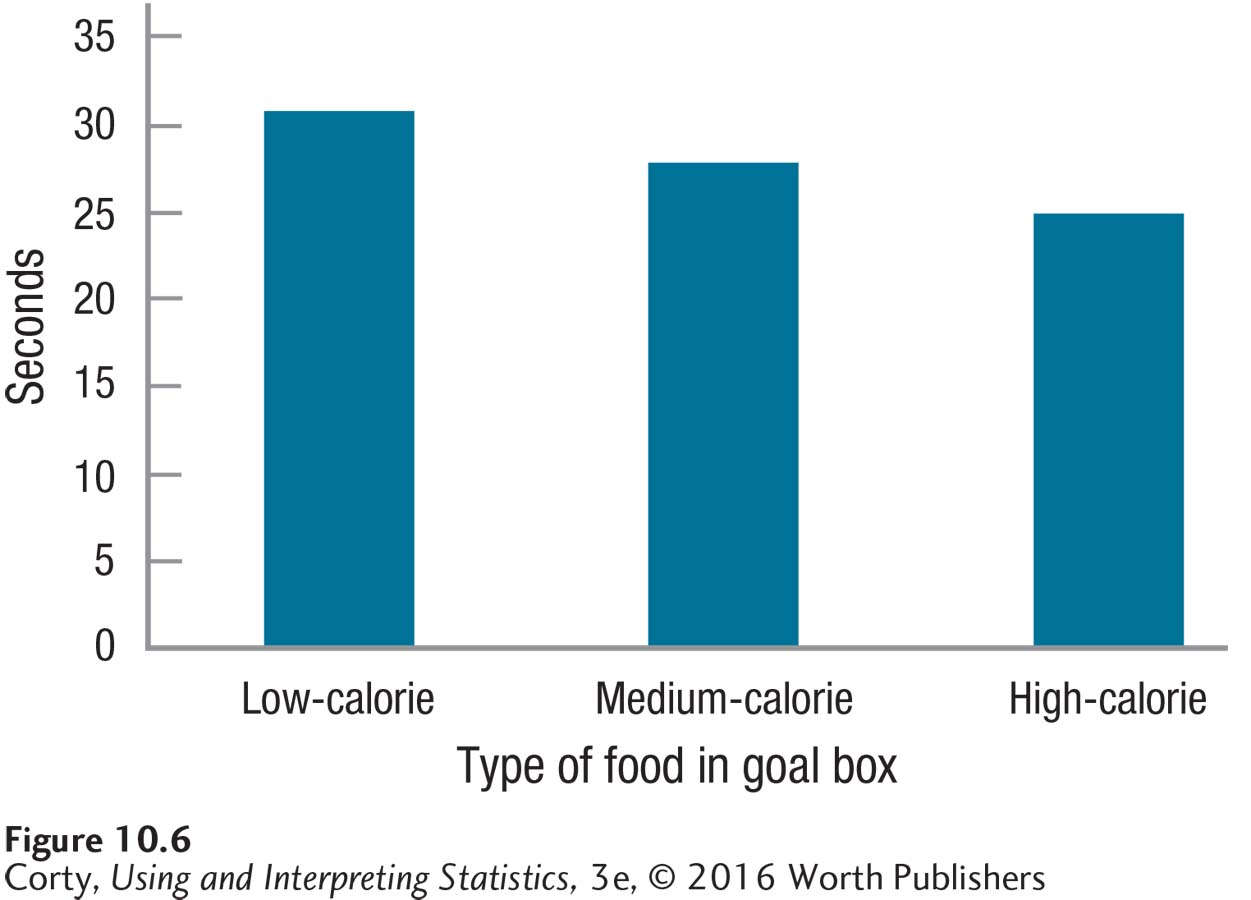 35
30
25
20
15
10
5
0
Seconds
Low-calorie Medium-calorie High-calorie
Type of food in goal box
Figure 10.6
Corty, Using and Interpreting Statistics, 3e, © 2016 Worth Publishers